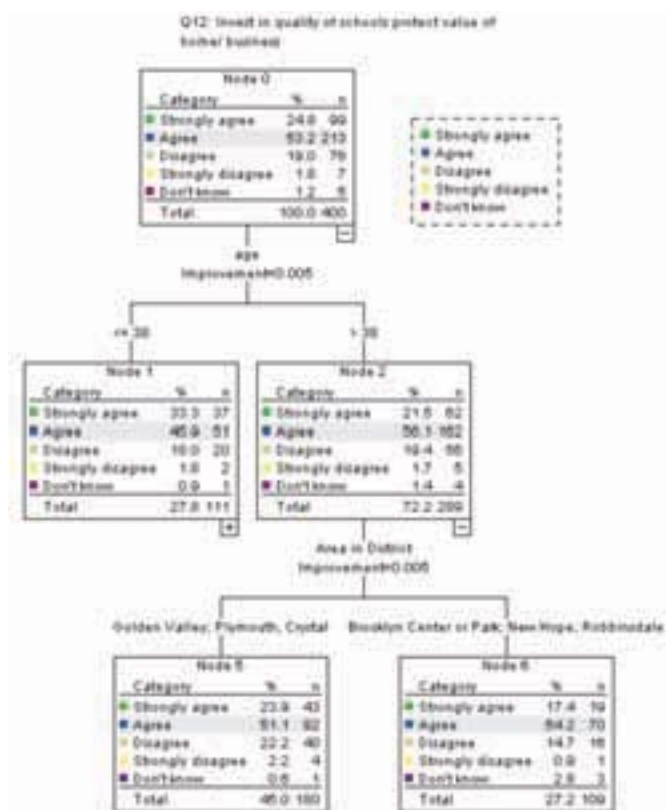 Q12: Invest in quality of schools protect value of
home/ business
Node 0
Category % n
Strongly agree 24.8 99
Agree 53.2 213
Disagree 19.0 76
Strongly disagree 1.8 7
Don't know 1.2 5
Total 100.0 400
Strongly agree
Agree
Disagree
Strongly disagree
Don't know
age
Improvement=0.005
<=
>
Node 1
Category % n
Strongly agree 33.3 37
Agree 45.9 51
Disagree 18.0 20
Strongly disagree 1.8 2
Don't know 0.9 1
Total 27.8 111
Node 2
Category % n
Strongly agree 21.5 62
Agree 56.1 162
Disagree 19.4 56
Strongly disagree 1.7 5
Don't know 1.4 4
Total 72.2 289
Area in District
Improvement=0.005
Golden Valley, Plymouth, Crystal
Brooklyn Center or Park, New Hope, Robbinsdale
Node 5
Category % n
Strongly agree 23.9 43
Agree 51.1 92
Disagree 22.2 40
Strongly disagree 2.2 4
Don't know 0.6 1
Total 45.0 180
Node 6
Category % n
Strongly agree 17.4 19
Agree 64.2 70
Disagree 14.7 16
Strongly disagree 0.9 1
Don't know 2.8 3
Total 27.2 109